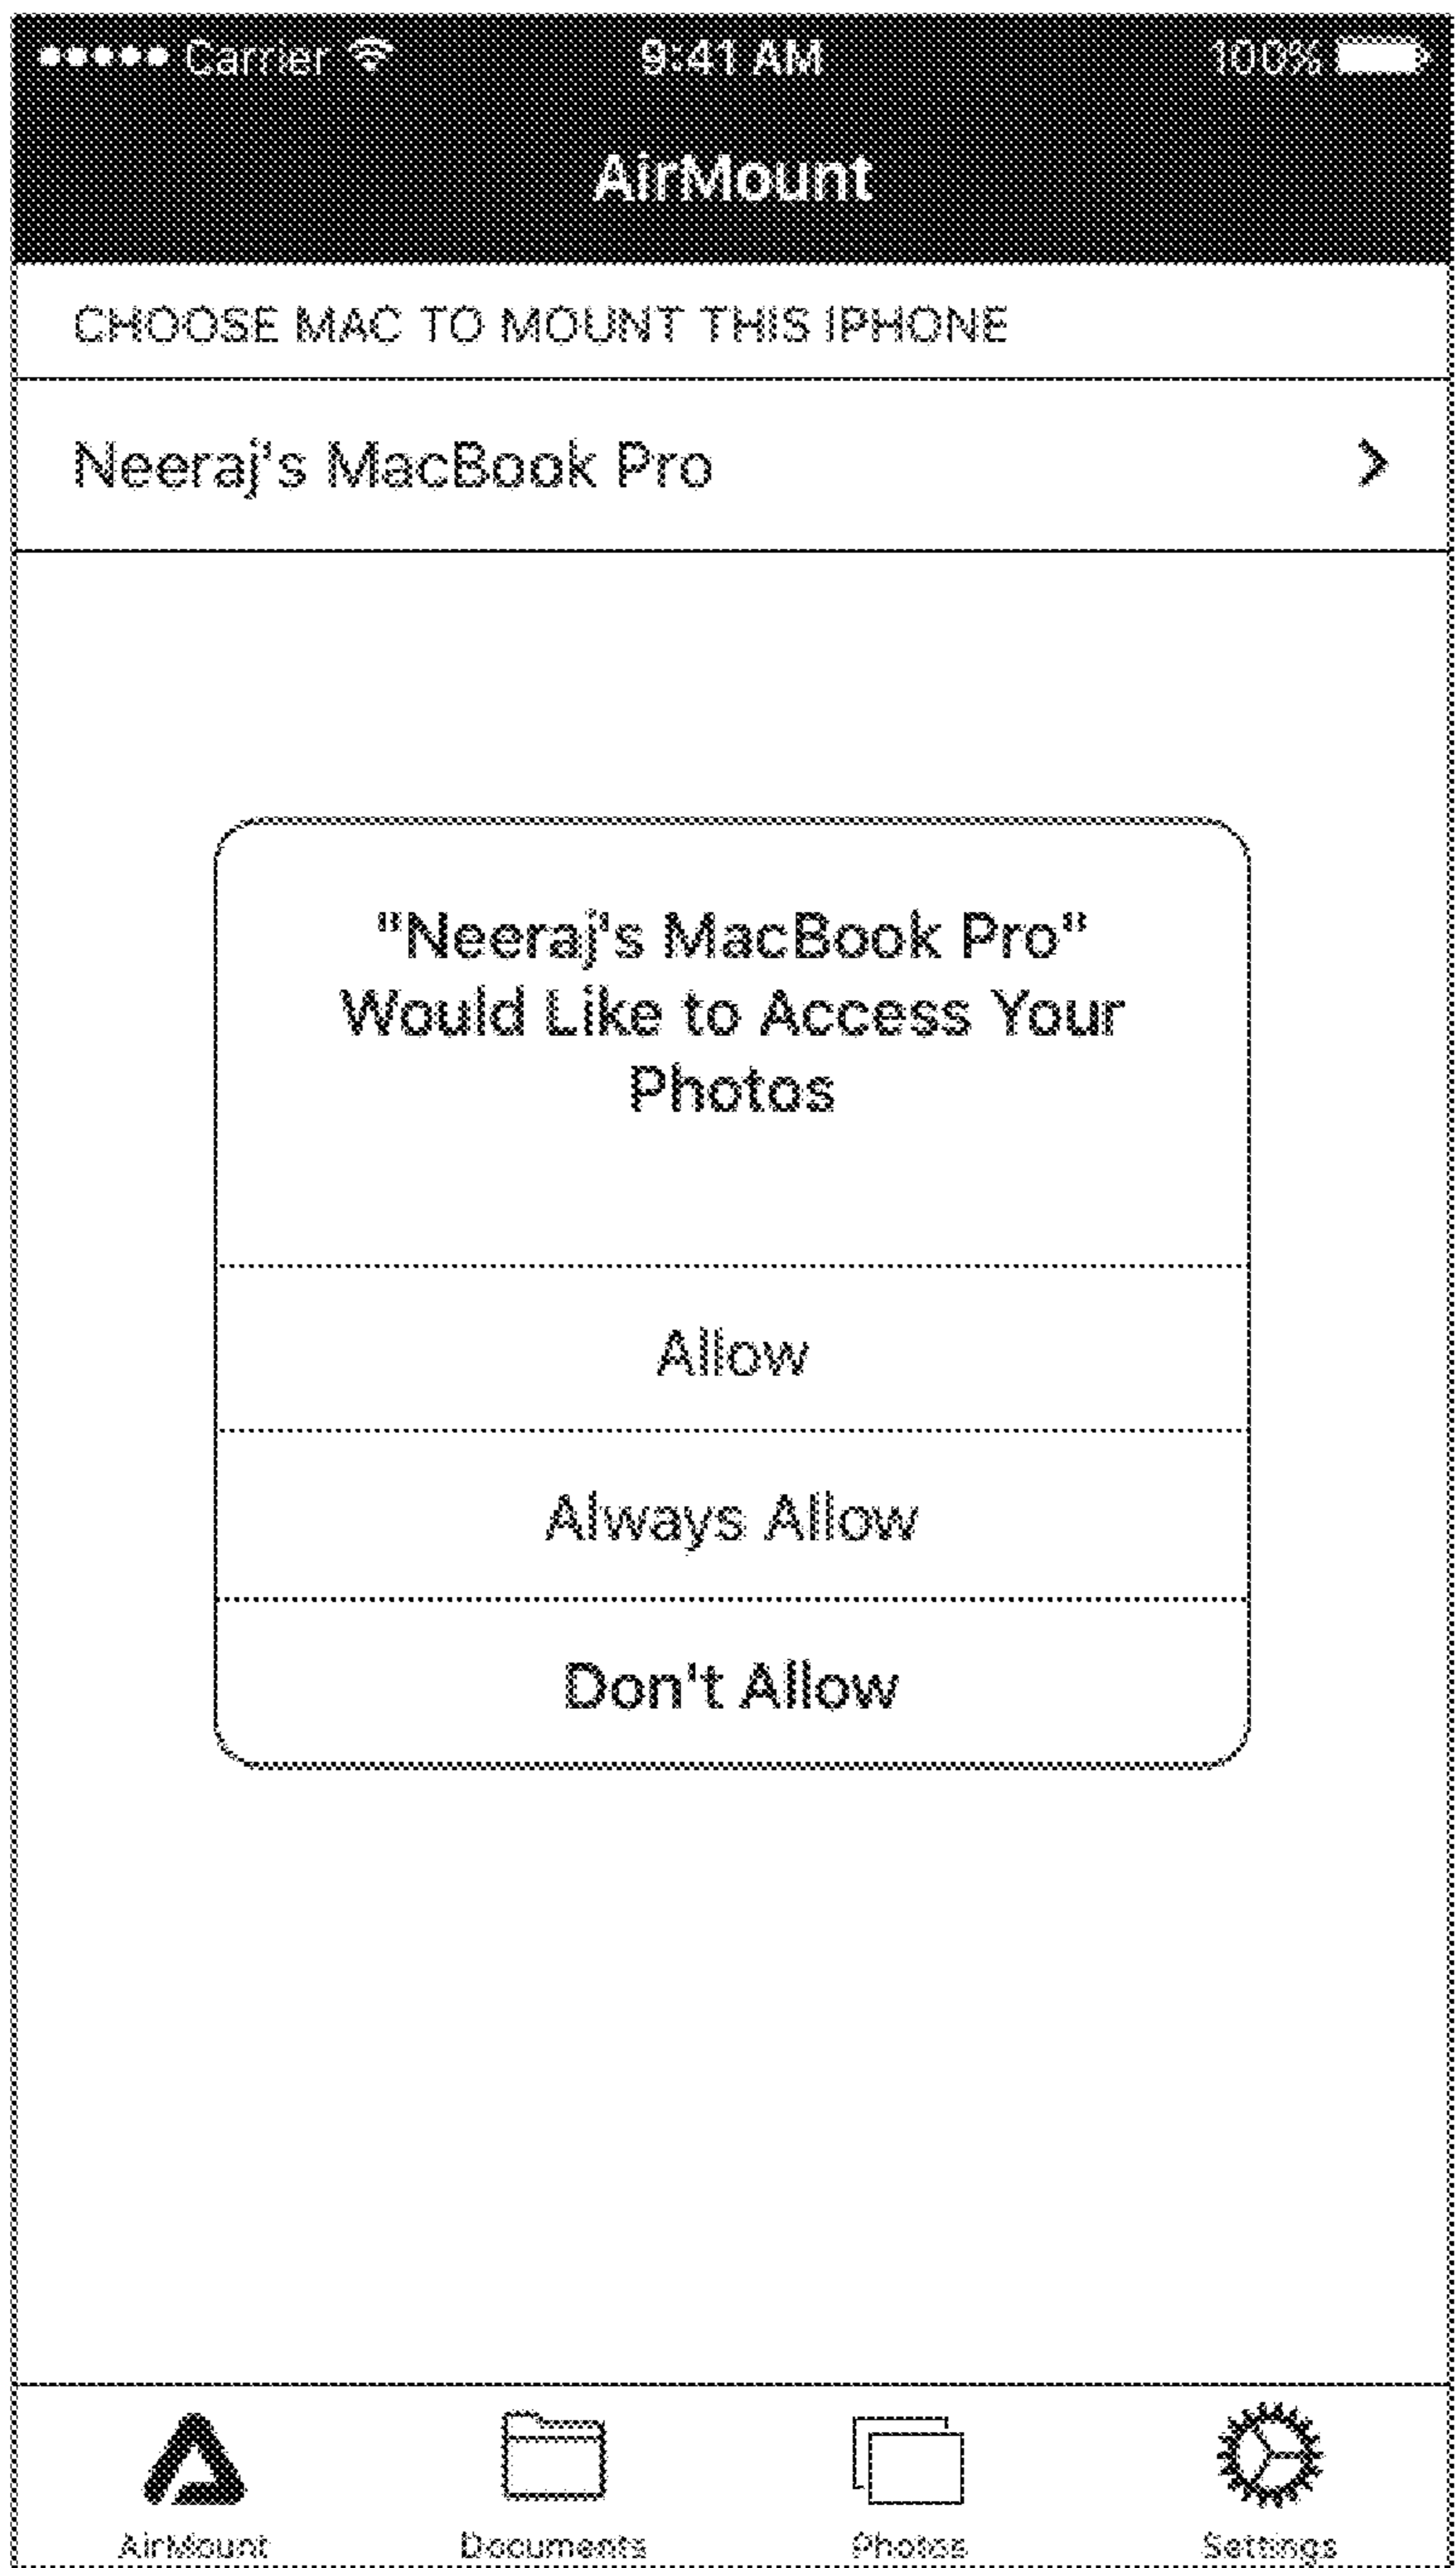 Carrier 9:41 AM 100%
AirMount
CHOOSE MAC TO MOUNT THIS IPHONE
Neeraj's MacBook Pro
"Neeraj's MacBook Pro"
Would Like to Access Your
Photos
Allow
Always Allow
Don't Allow
AirMount Documents Photos Settings